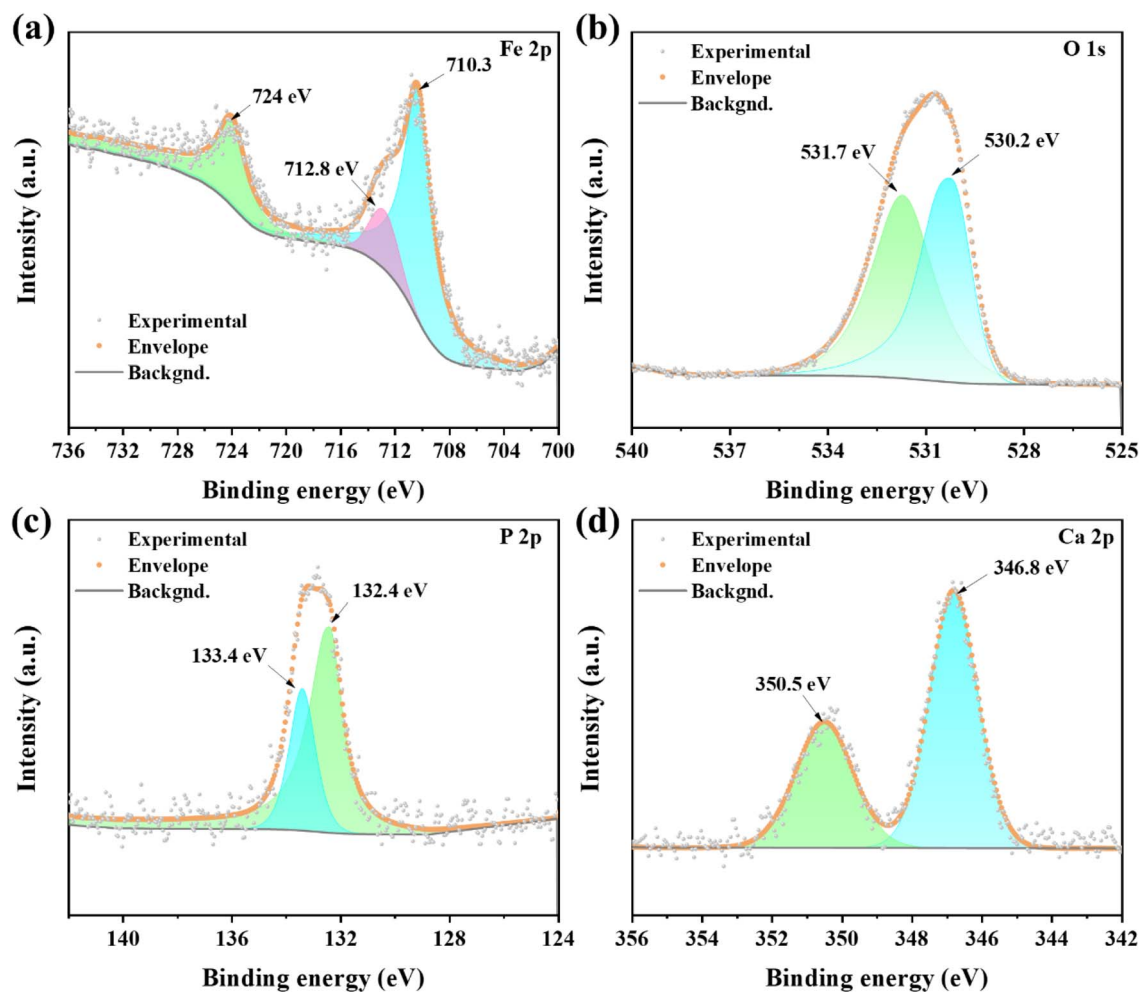 (a)
Fe 2p
710.3
724 eV
712.8 eV
Experimental
Envelope
Backgnd.
Intensity (a.u.)
736 732 728 724 720 716 712 708 704 700
Binding energy (eV)
(b)
O 1s
Experimental
Envelope
Backgnd.
531.7 eV
530.2 eV
Intensity (a.u.)
540 537 534 531 528 525
Binding energy (eV)
(c)
P 2p
Experimental
Envelope
Backgnd.
132.4 eV
133.4 eV
Intensity (a.u.)
140 136 132 128 124
Binding energy (eV)
(d)
Ca 2p
Experimental
Envelope
Backgnd.
346.8 eV
350.5 eV
Intensity (a.u.)
356 354 352 350 348 346 344 342
Binding energy (eV)